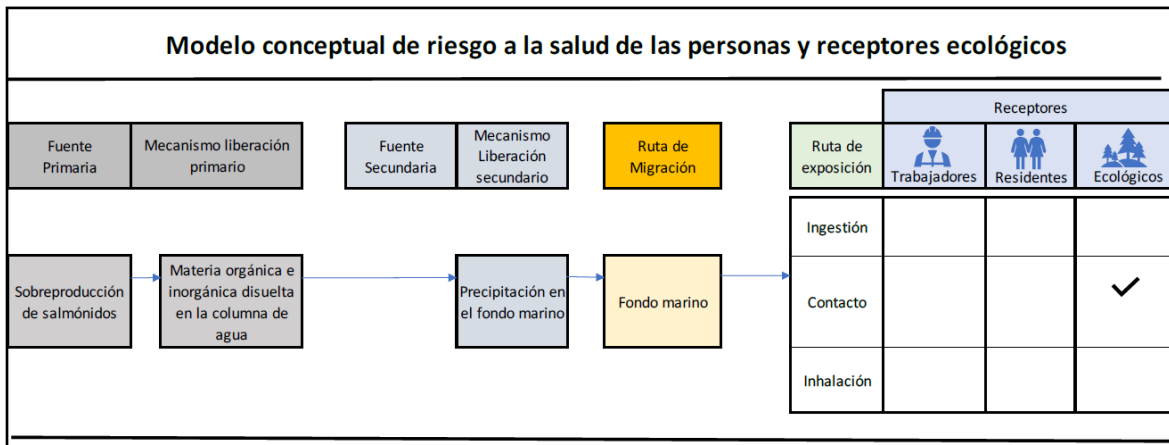 Modelo conceptual de riesgo a la salud de las personas y receptores ecológicos
Receptores
Fuente
Primaria
Mecanismo liberación
primario
Fuente
Secundaria
Mecanismo
Liberación
secundario
Ruta de
Migración
Ruta de
exposición
Trabajadores
Residentes
Ecológicos
Ingestión
Sobreproducción
de salmónidos
Materia orgánica e
inorgánica disuelta
en la columna de
agua
Precipitación en
el fondo marino
Fondo marino
Contacto
Inhalación